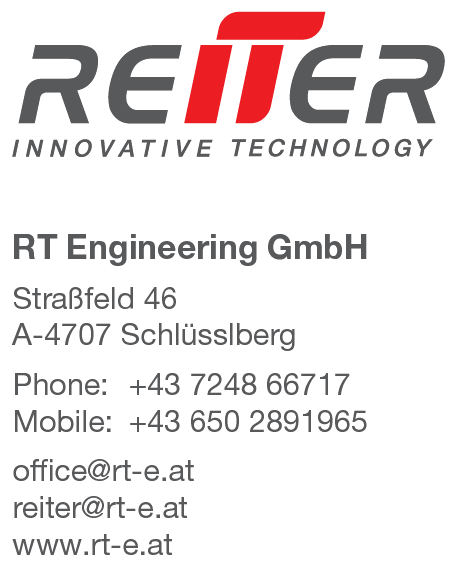 REITER
INNOVATIVE TECHNOLOGY
RT Engineering GmbH
Straßfeld 46
A-4707 Schlüsslberg
Phone: +43 7248 66717
Mobile: +43 650 2891965
office@rt-e.at
reiter@rt-e.at
www.rt-e.at